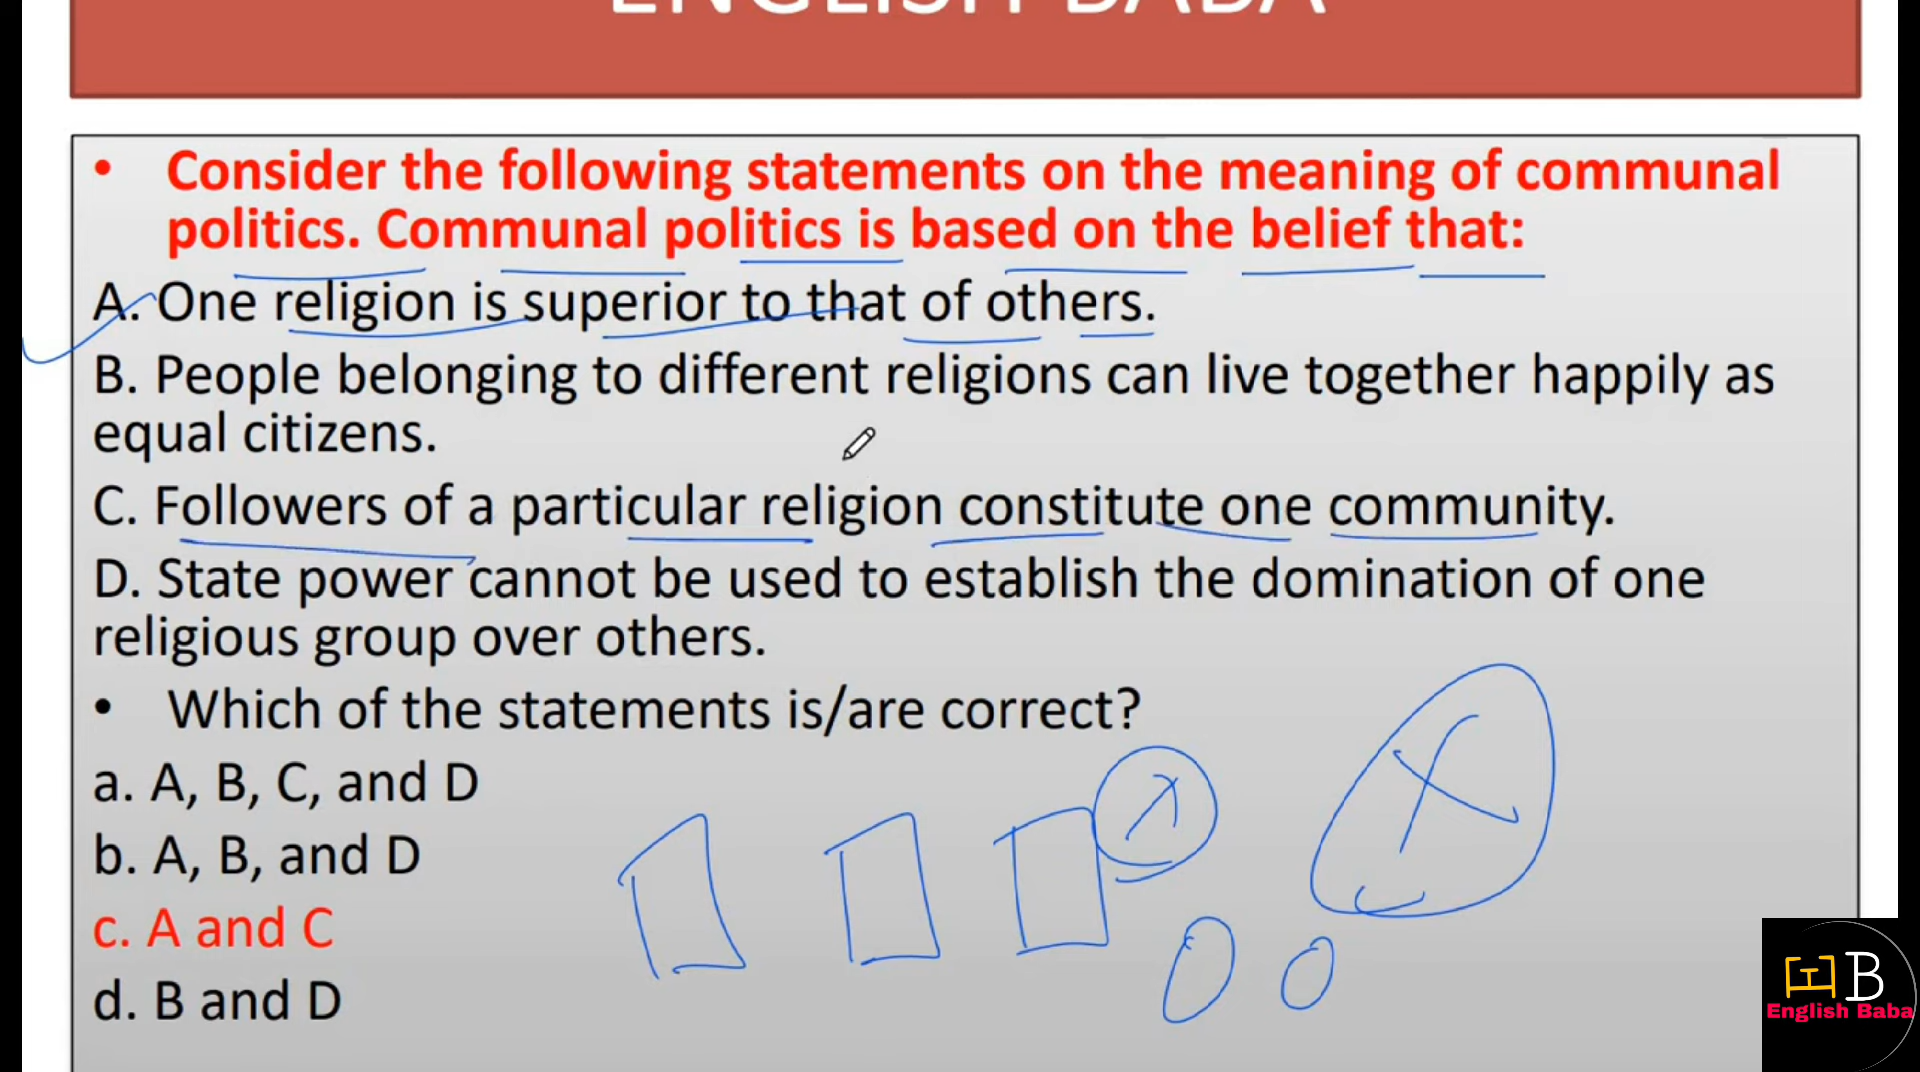 ENGLISH BABA
• Consider the following statements on the meaning of communal
politics. Communal politics is based on the belief that:
A. One religion is superior to that of others.
B. People belonging to different religions can live together happily as
equal citizens.
C. Followers of a particular religion constitute one community.
D. State power cannot be used to establish the domination of one
religious group over others.
• Which of the statements is/are correct?
a. A, B, C, and D
b. A, B, and D
c. A and C
d. B and D
B
English Baba